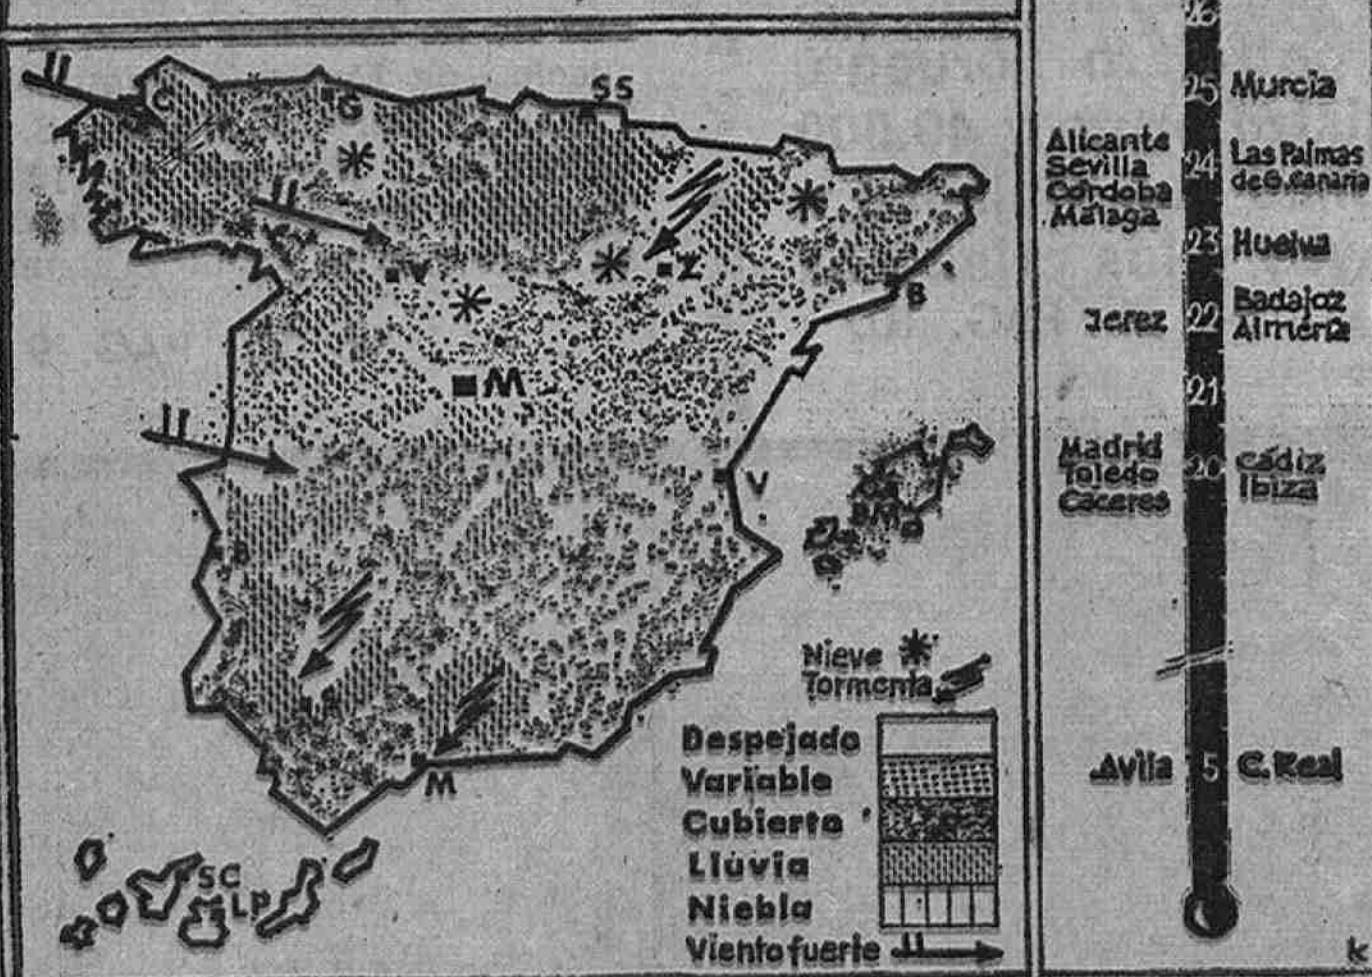 C
G
SS
V
Z
B
M
V
PM
M
SC
LP
Nieve
Tormenta
Despejado
Variable
Cubierto
Lluvia
Niebla
Viento fuerte
26
25 Murcia
Alicante
Sevilla
Córdoba
Málaga
24
Las Palmas
de G. Canaria
23 Huelva
Jerez
22
Badajoz
Almería
21
Madrid
Toledo
Cáceres
20
Cádiz
Ibiza
Avila 5 C. Real